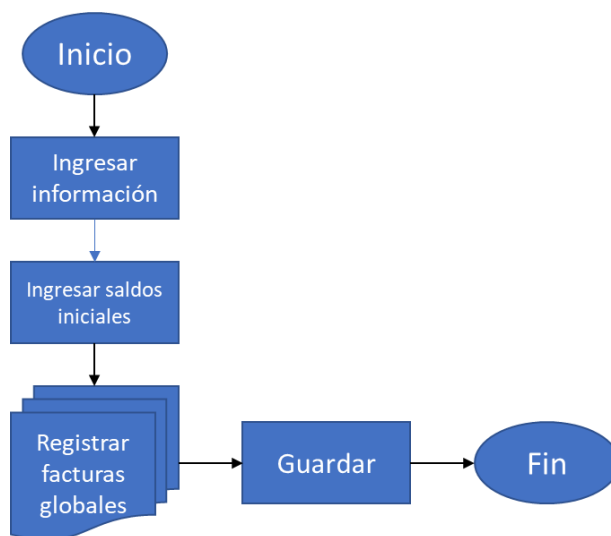 Inicio
Ingresar
información
Ingresar saldos
iniciales
Registrar
facturas
globales
Guardar
Fin